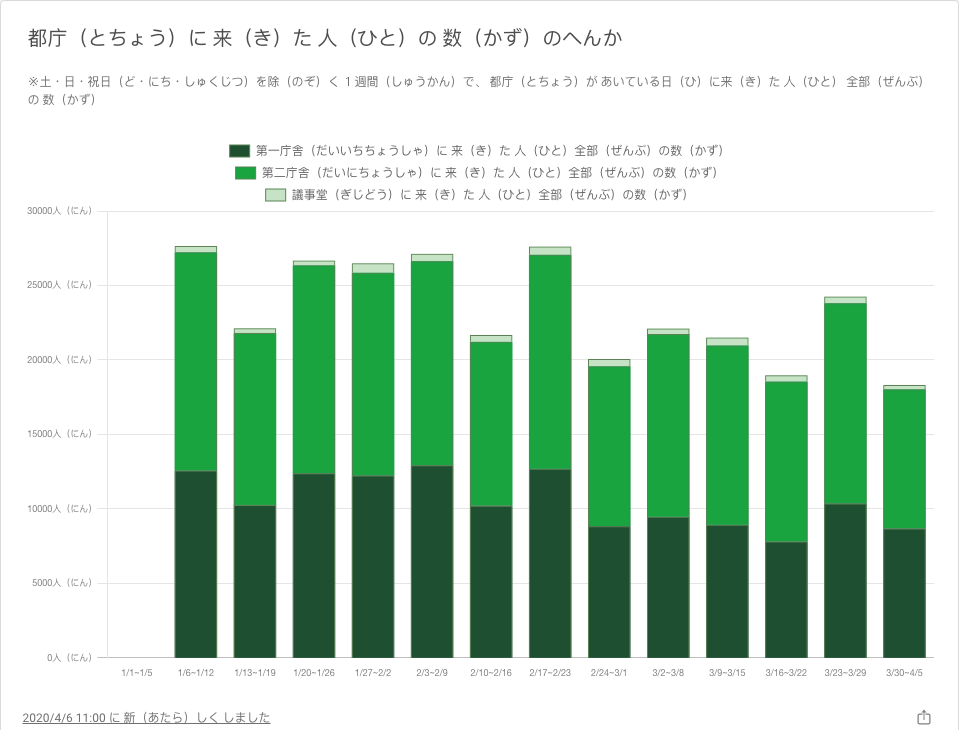 都庁（とちょう）に 来（き）た 人（ひと）の 数（かず）のへんか
※土・日・祝日（ど・にち・しゅくじつ）を除（のぞ）く 1 週間（しゅうかん）で、 都庁（とちょう）が あいている日（ひ）に来（き）た 人（ひと） 全部（ぜんぶ）
の 数（かず）
第一庁舎（だいいちちょうしゃ）に 来（き）た 人（ひと）全部（ぜんぶ）の数（かず）
第二庁舎（だいにちょうしゃ）に 来（き）た 人（ひと）全部（ぜんぶ）の数（かず）
議事堂（ぎじどう）に 来（き）た 人（ひと）全部（ぜんぶ）の数（かず）
30000人（にん）
25000人（にん）
20000人（にん）
15000人（にん）
10000人（にん）
5000人（にん）
0人（にん）
1/1~1/5 1/6~1/12 1/13~1/19 1/20~1/26 1/27~2/2 2/3~2/9 2/10~2/16 2/17~2/23 2/24~3/1 3/2~3/8 3/9~3/15 3/16~3/22 3/23~3/29 3/30~4/5
2020/4/6 11:00 に 新（あたら）しく しました